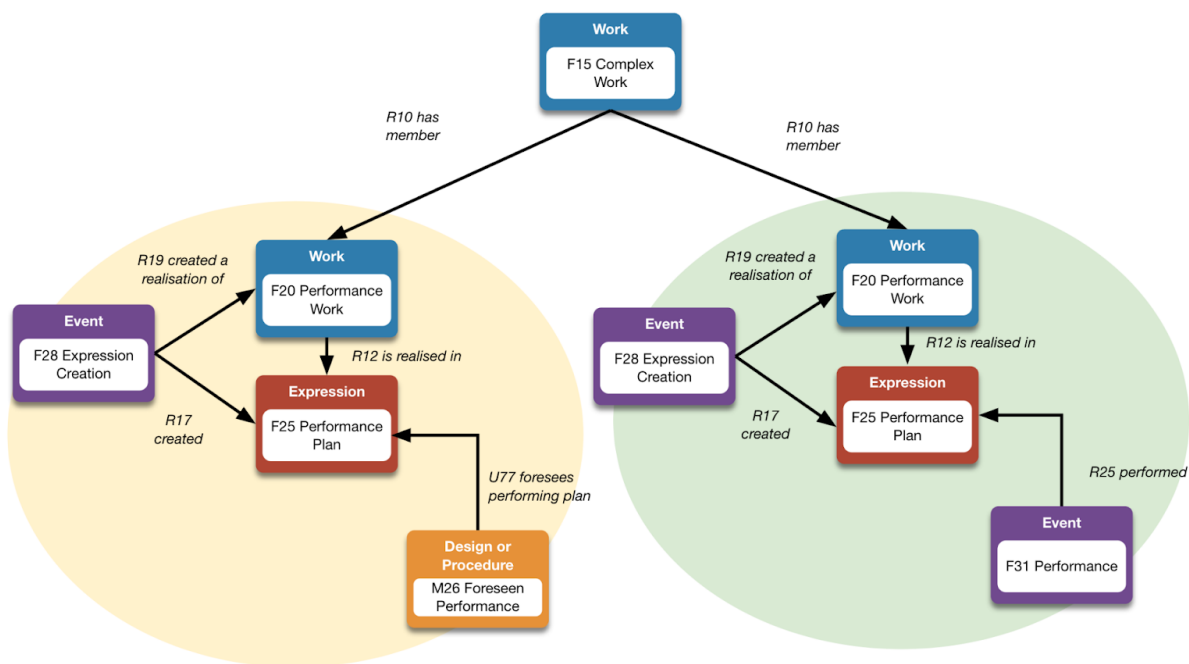 Work
F15 Complex
Work
R10 has
member
R10 has
member
R19 created a
realisation of
Work
F20 Performance
Work
Event
F28 Expression
Creation
R12 is realised in
R17
created
Expression
F25 Performance
Plan
U77 foresees
performing plan
Design or
Procedure
M26 Foreseen
Performance
R19 created a
realisation of
Work
F20 Performance
Work
Event
F28 Expression
Creation
R12 is realised in
R17
created
Expression
F25 Performance
Plan
R25 performed
Event
F31 Performance